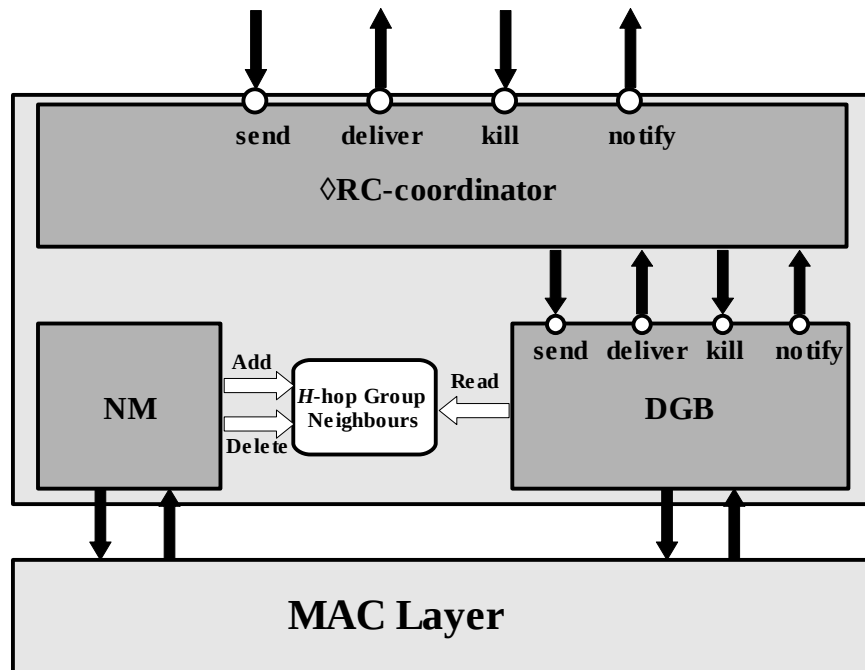 send deliver kill notify
◊RC-coordinator
send deliver kill notify
Add
Read
H-hop Group
Neighbours
NM
DGB
Delete
MAC Layer